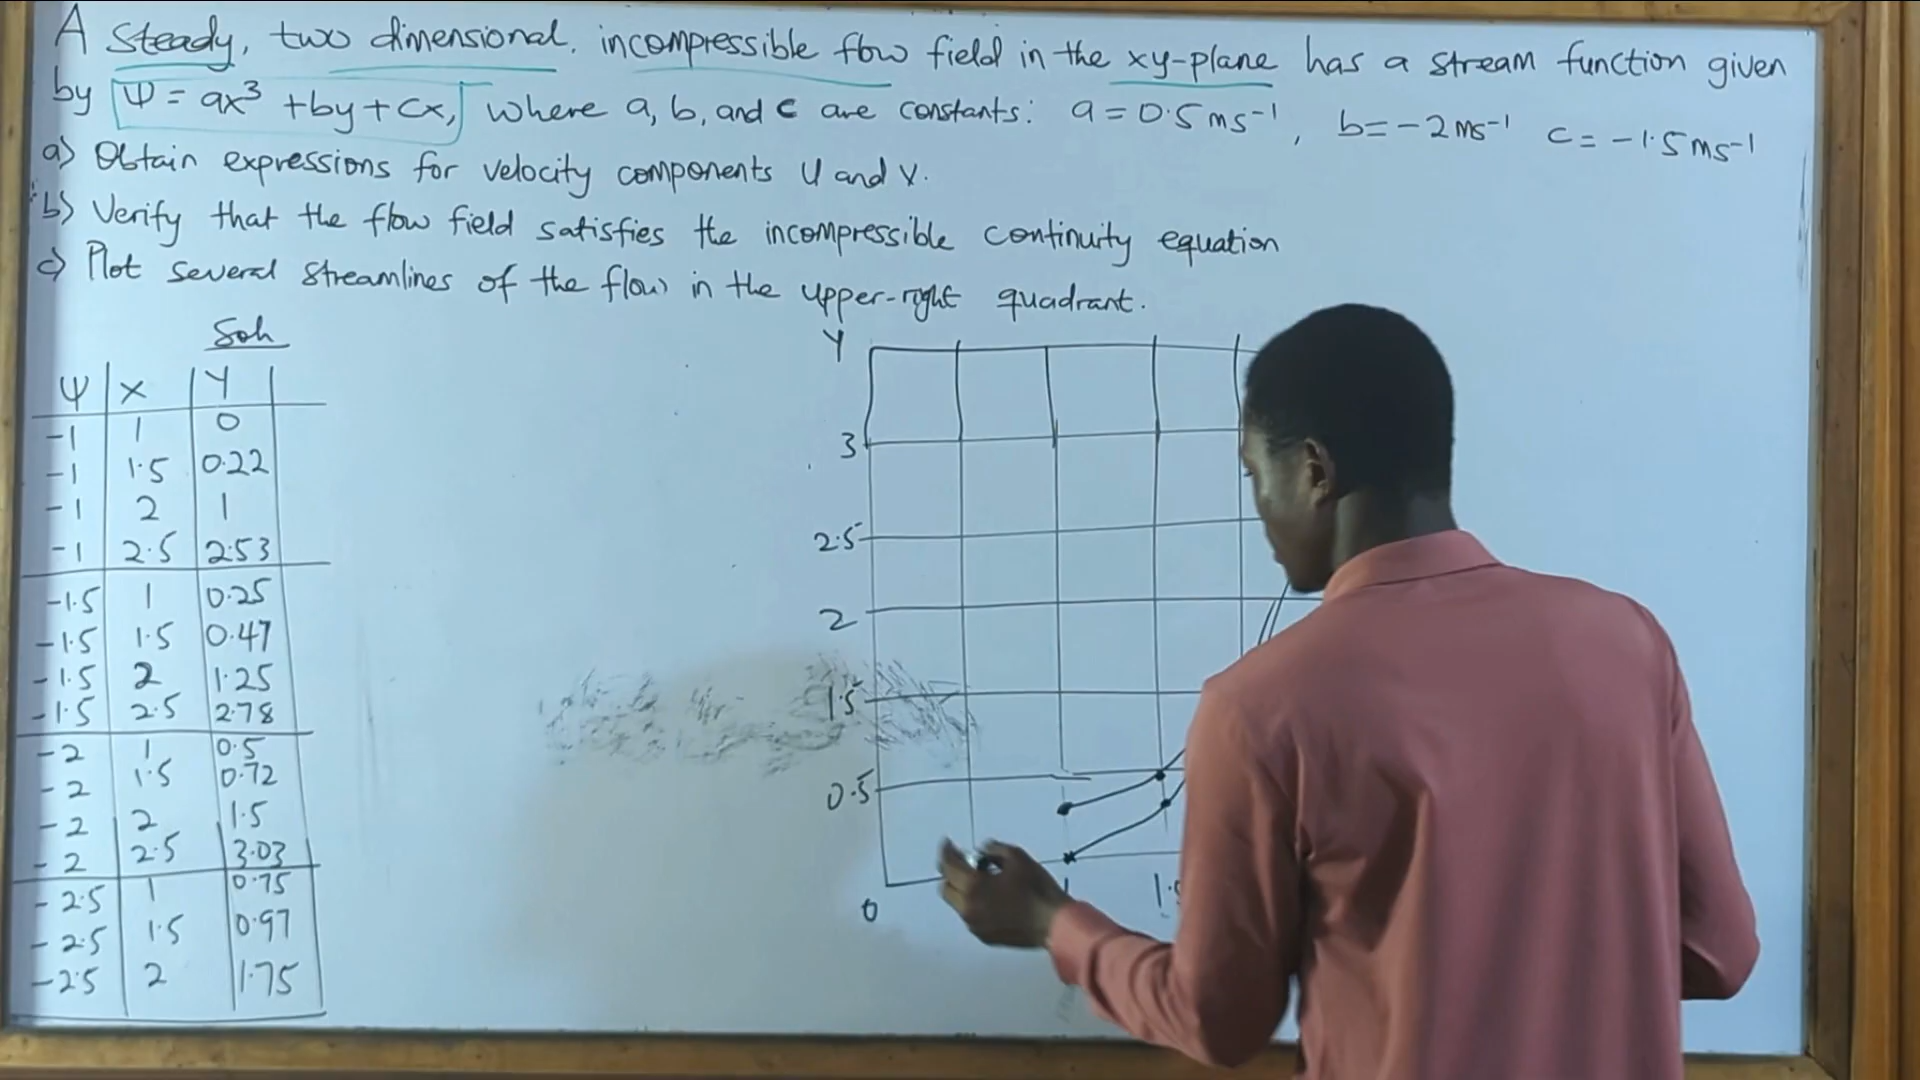 A steady, two dimensional, incompressible flow field in the xy-plane has a stream function given
by Ψ = ax³ + by + cx, where a, b, and c are constants: a = 0.5 ms⁻¹, b = -2 ms⁻¹ c = -1.5 ms⁻¹
a) Obtain expressions for velocity components u and v.
b) Verify that the flow field satisfies the incompressible continuity equation
c) Plot several streamlines of the flow in the upper-right quadrant.
Soln
Ψ X Y
-1 1 0
-1 1.5 0.22
-1 2 1
-1 2.5 2.53
-1.5 1 0.25
-1.5 1.5 0.47
-1.5 2 1.25
-1.5 2.5 2.78
-2 1 0.5
-2 1.5 0.72
-2 2 1.5
-2 2.5 3.03
-2.5 1 0.75
-2.5 1.5 0.97
-2.5 2 1.75
Y
3
2.5
2
1.5
0.5
0 1